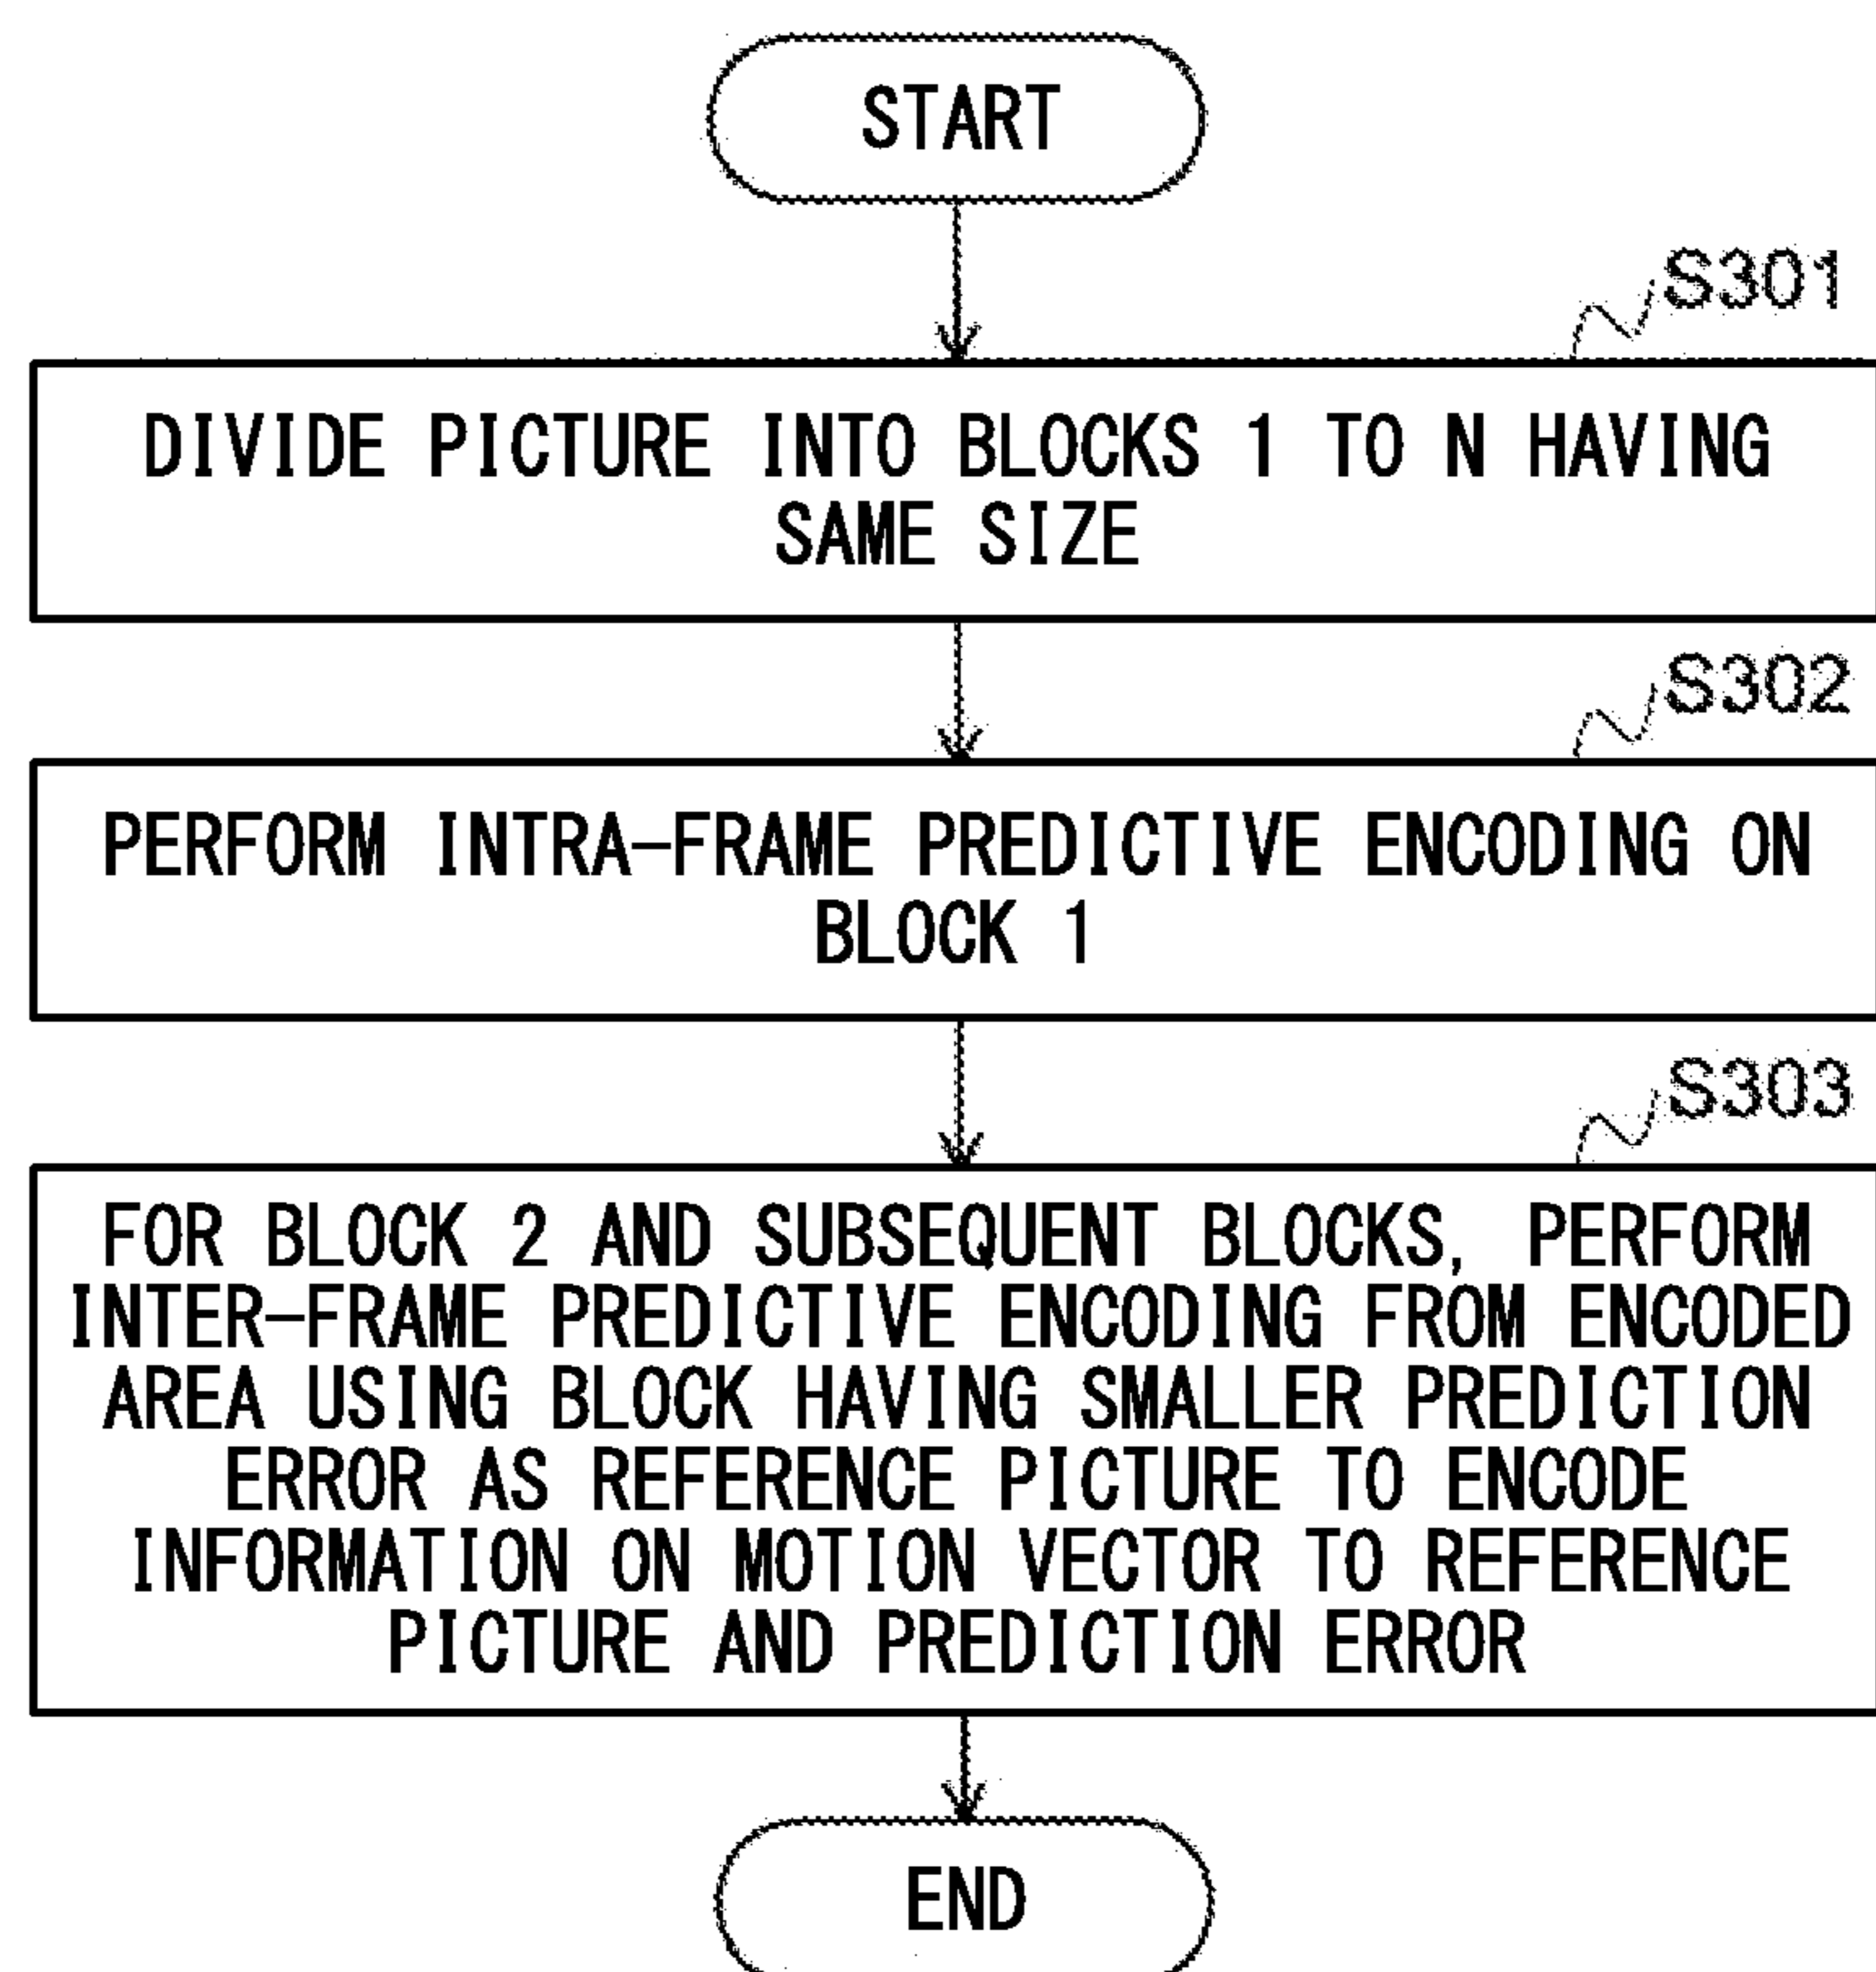 START
S301
DIVIDE PICTURE INTO BLOCKS 1 TO N HAVING
SAME SIZE
S302
PERFORM INTRA-FRAME PREDICTIVE ENCODING ON
BLOCK 1
S303
FOR BLOCK 2 AND SUBSEQUENT BLOCKS, PERFORM
INTER-FRAME PREDICTIVE ENCODING FROM ENCODED
AREA USING BLOCK HAVING SMALLER PREDICTION
ERROR AS REFERENCE PICTURE TO ENCODE
INFORMATION ON MOTION VECTOR TO REFERENCE
PICTURE AND PREDICTION ERROR
END